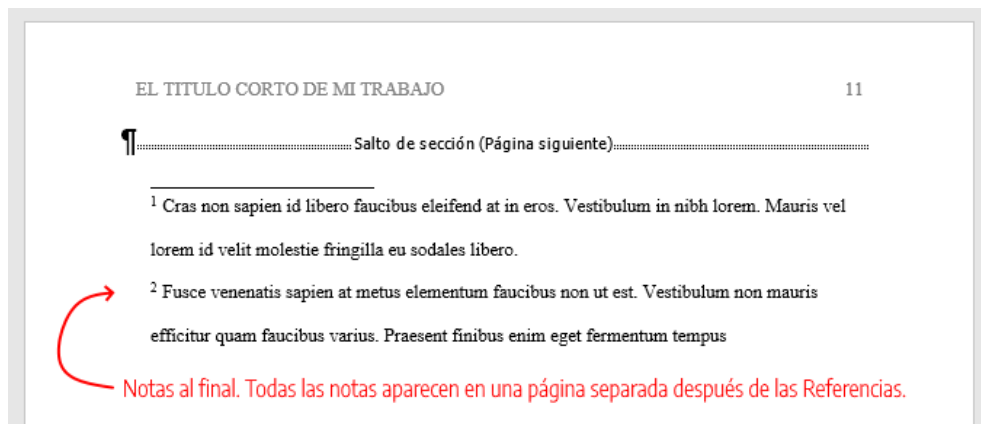 EL TITULO CORTO DE MI TRABAJO 11
¶ Salto de sección (Página siguiente)
1 Cras non sapien id libero faucibus eleifend at in eros. Vestibulum in nibh lorem. Mauris vel
lorem id velit molestie fringilla eu sodales libero.
2 Fusce venenatis sapien at metus elementum faucibus non ut est. Vestibulum non mauris
efficitur quam faucibus varius. Praesent finibus enim eget fermentum tempus
Notas al final. Todas las notas aparecen en una página separada después de las Referencias.